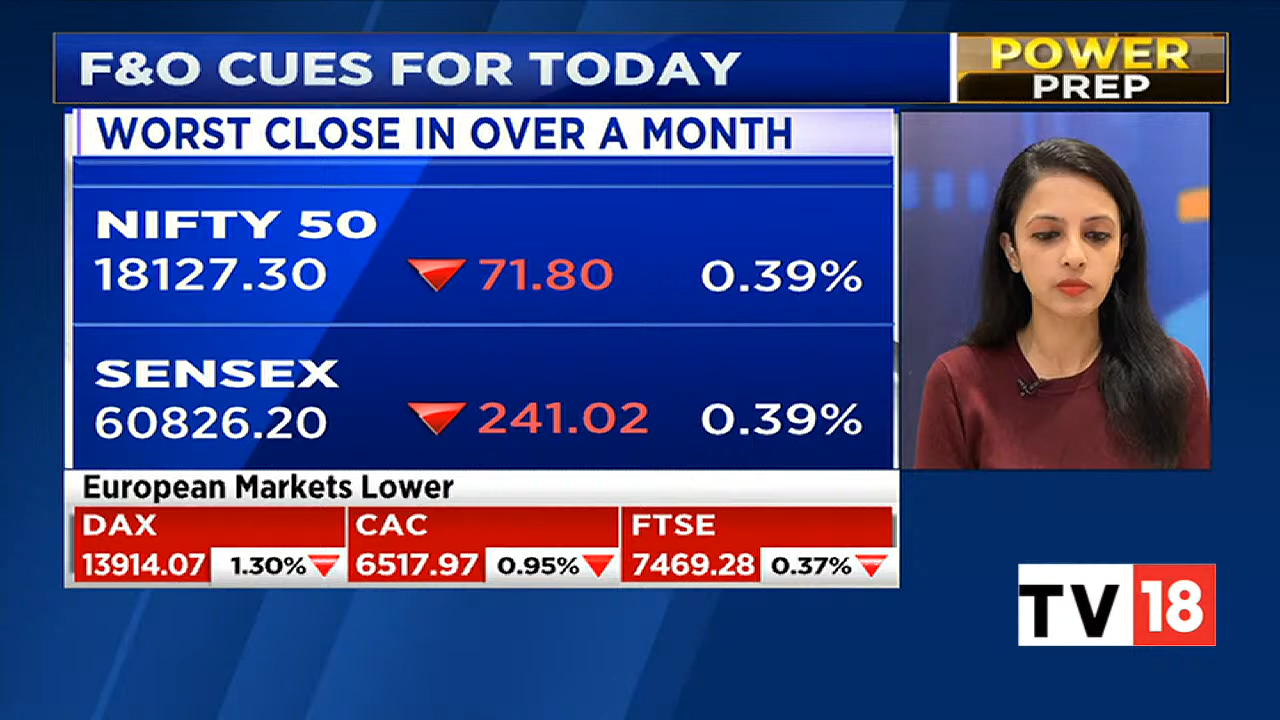 F&O CUES FOR TODAY
POWER
PREP
WORST CLOSE IN OVER A MONTH
NIFTY 50
18127.30 71.80 0.39%
SENSEX
60826.20 241.02 0.39%
European Markets Lower
DAX CAC FTSE
13914.07 1.30% 6517.97 0.95% 7469.28 0.37%
TV 18